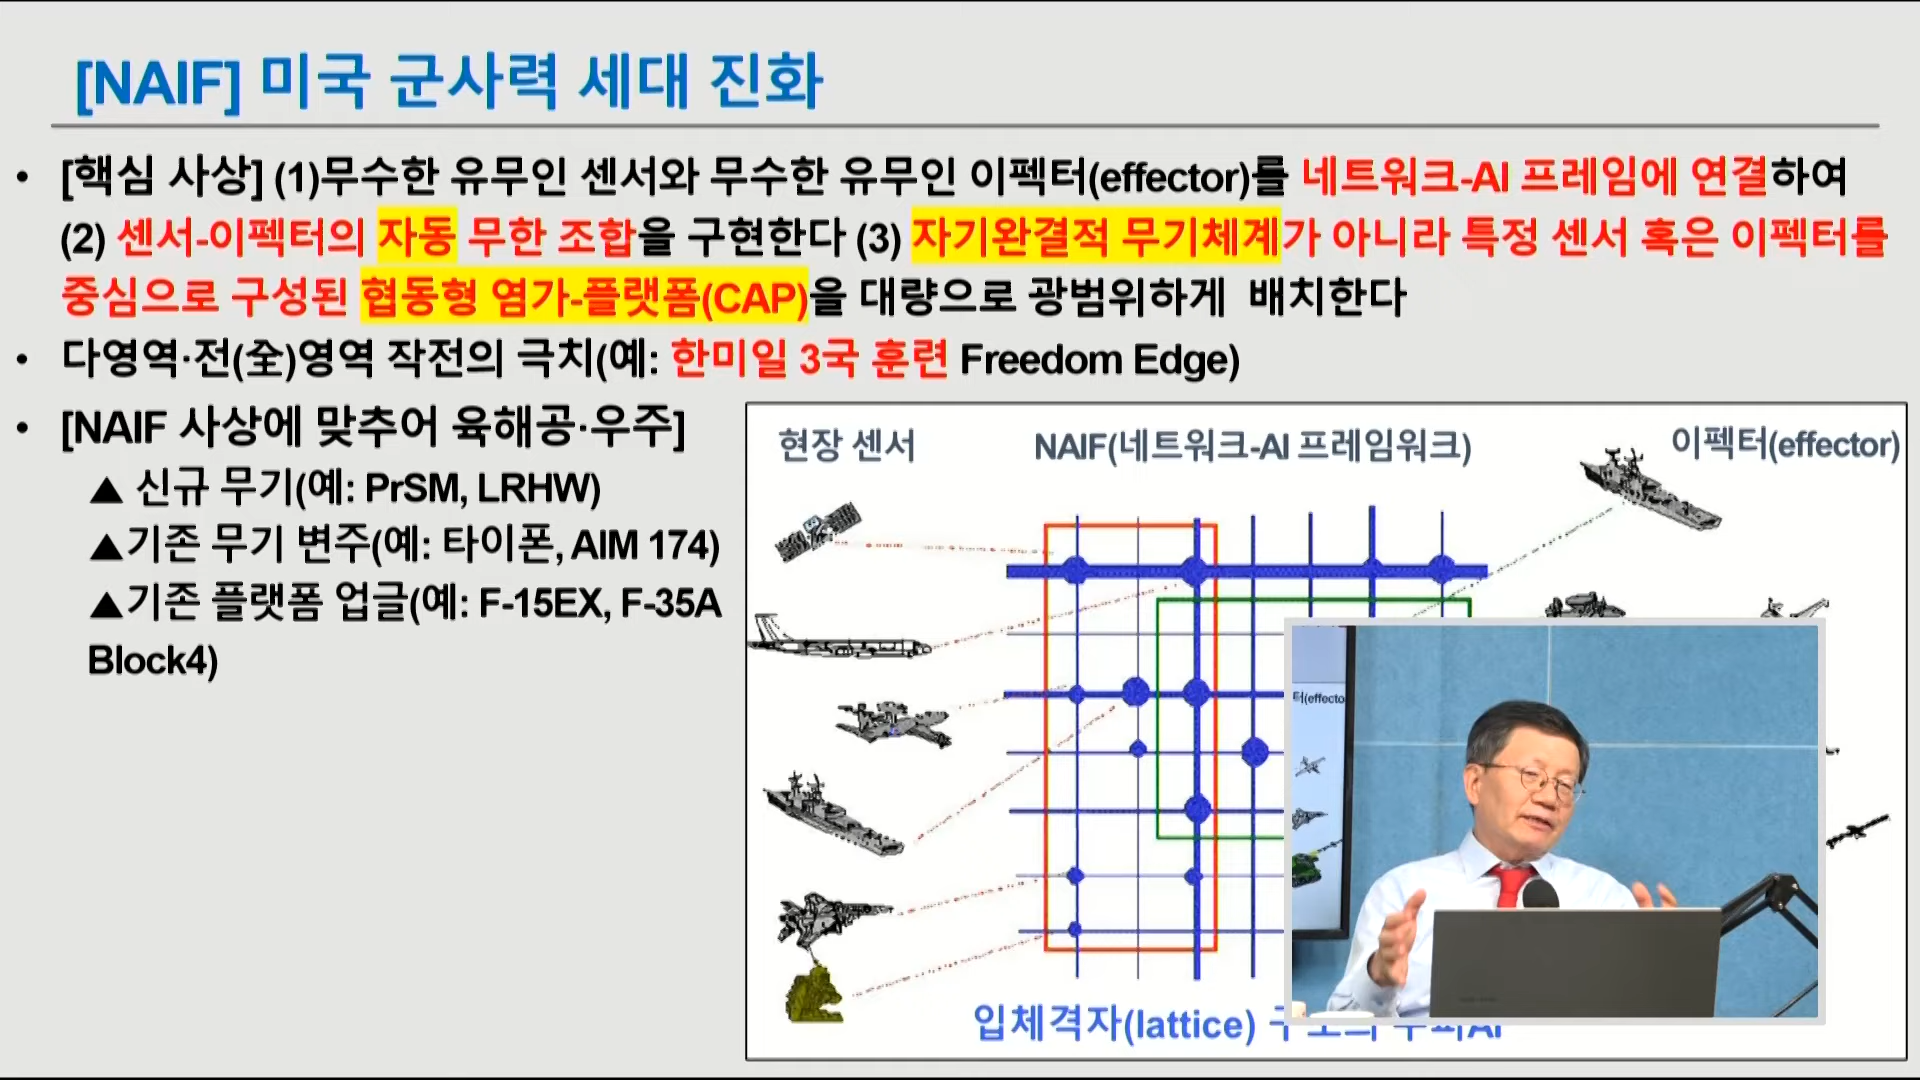 [NAIF] 미국 군사력 세대 진화
• [핵심 사상] (1)무수한 유무인 센서와 무수한 유무인 이펙터(effector)를 네트워크-AI 프레임에 연결하여
(2) 센서-이펙터의 자동 무한 조합을 구현한다 (3) 자기완결적 무기체계가 아니라 특정 센서 혹은 이펙터를
중심으로 구성된 협동형 염가-플랫폼(CAP)을 대량으로 광범위하게 배치한다
• 다영역·전(全)영역 작전의 극치(예: 한미일 3국 훈련 Freedom Edge)
• [NAIF 사상에 맞추어 육해공·우주]
▲ 신규 무기(예: PrSM, LRHW)
▲기존 무기 변주(예: 타이폰, AIM 174)
▲기존 플랫폼 업글(예: F-15EX, F-35A
Block4)
현장 센서
NAIF(네트워크-AI 프레임워크)
이펙터(effector)
터(effecto
입체격자(lattice)